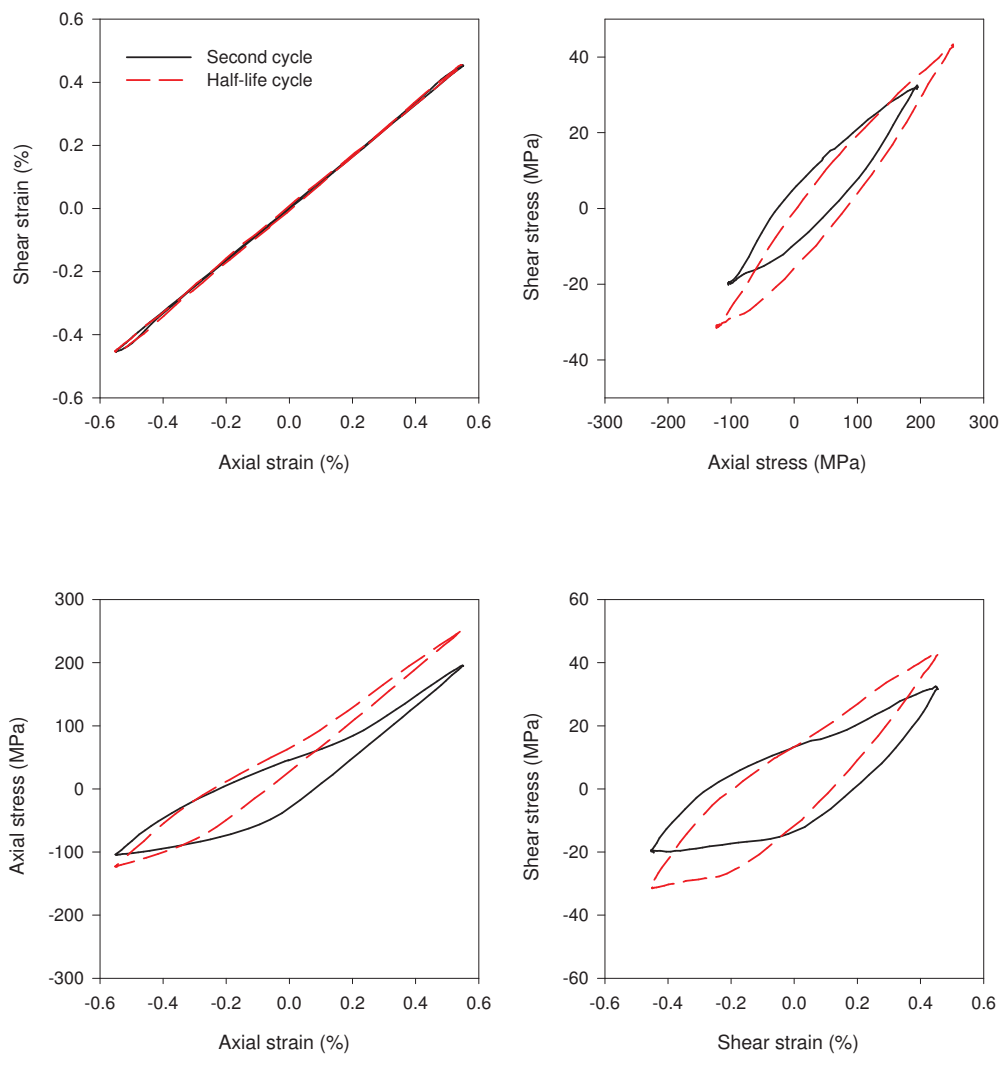 0.6
0.4
0.2
0.0
-0.2
-0.4
-0.6
Shear strain (%)
Second cycle
Half-life cycle
-0.6 -0.4 -0.2 0.0 0.2 0.4 0.6
Axial strain (%)
40
20
0
-20
-40
Shear stress (MPa)
-300 -200 -100 0 100 200 300
Axial stress (MPa)
300
200
100
0
-100
-200
-300
Axial stress (MPa)
-0.6 -0.4 -0.2 0.0 0.2 0.4 0.6
Axial strain (%)
60
40
20
0
-20
-40
-60
Shear stress (MPa)
-0.6 -0.4 -0.2 0.0 0.2 0.4 0.6
Shear strain (%)